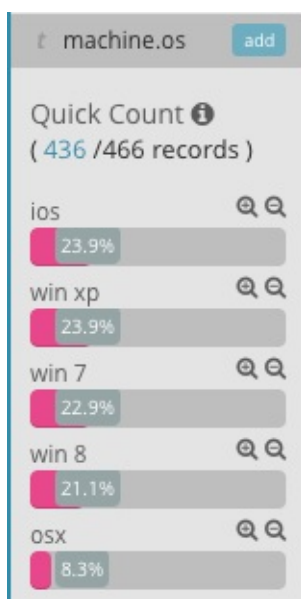 t machine.os add
Quick Count
( 436 /466 records )
ios
23.9%
win xp
23.9%
win 7
22.9%
win 8
21.1%
osx
8.3%